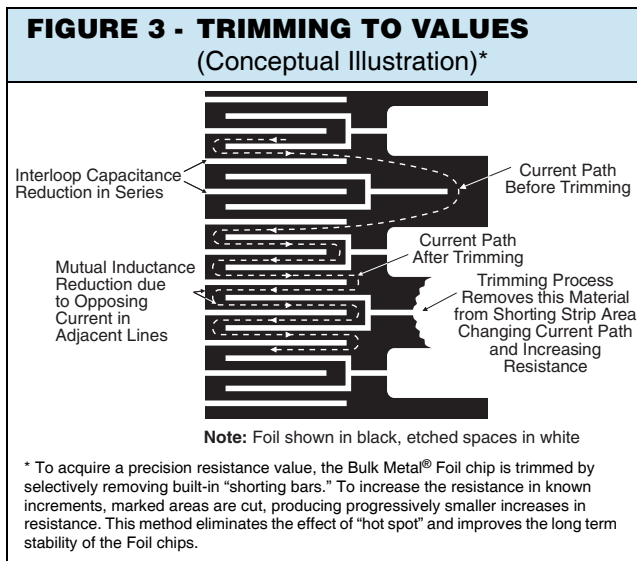 FIGURE 3 - TRIMMING TO VALUES
(Conceptual Illustration)*
Interloop Capacitance
Reduction in Series
Current Path
Before Trimming
Current Path
After Trimming
Mutual Inductance
Reduction due
to Opposing
Current in
Adjacent Lines
Trimming Process
Removes this Material
from Shorting Strip Area
Changing Current Path
and Increasing
Resistance
Note: Foil shown in black, etched spaces in white
* To acquire a precision resistance value, the Bulk Metal® Foil chip is trimmed by
selectively removing built-in “shorting bars.” To increase the resistance in known
increments, marked areas are cut, producing progressively smaller increases in
resistance. This method eliminates the effect of “hot spot” and improves the long term
stability of the Foil chips.